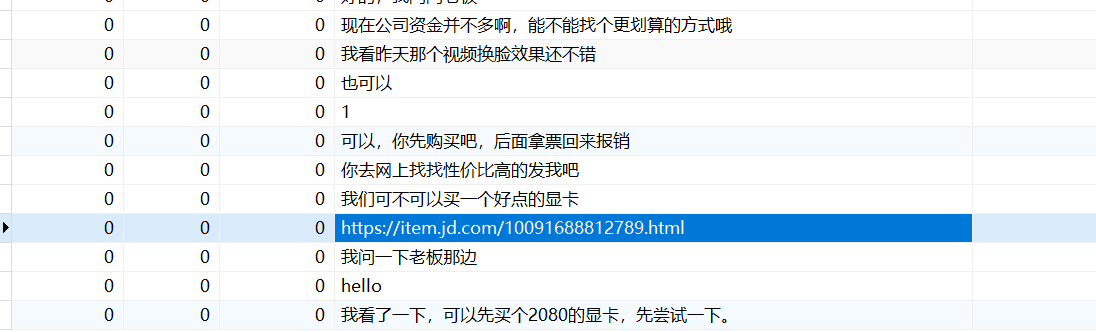 0 0 0 现在公司资金并不多啊，能不能找个更划算的方式哦
0 0 0 我看昨天那个视频换脸效果还不错
0 0 0 也可以
0 0 0 1
0 0 0 可以，你先购买吧，后面拿票回来报销
0 0 0 你去网上找找性价比高的发我吧
0 0 0 我们可不可以买一个好点的显卡
0 0 0 https://item.jd.com/10091688812789.html
0 0 0 我问一下老板那边
0 0 0 hello
0 0 0 我看了一下，可以先买个2080的显卡，先尝试一下。